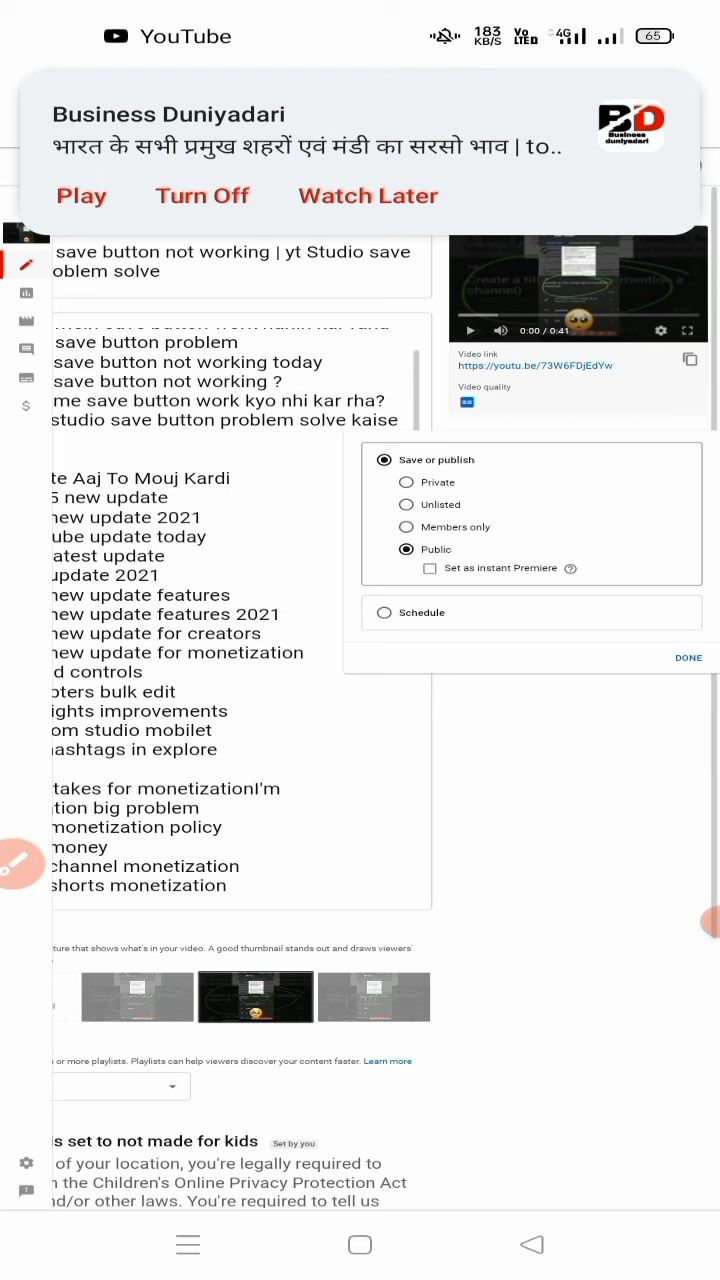 YouTube
183 KB/S
Vo LTE
4G
65
Business Duniyadari
भारत के सभी प्रमुख शहरों एवं मंडी का सरसो भाव | to..
BD Business duniyadari
Play Turn Off Watch Later
save button not working | yt Studio save
oblem solve
save button problem
save button not working today
save button not working ?
me save button work kyo nhi kar rha?
studio save button problem solve kaise
te Aaj To Mouj Kardi
5 new update
new update 2021
ube update today
atest update
update 2021
new update features
new update features 2021
new update for creators
new update for monetization
d controls
pters bulk edit
ights improvements
om studio mobilet
hashtags in explore
takes for monetizationI'm
tion big problem
monetization policy
money
channel monetization
shorts monetization
0:00 / 0:41
Video link
https://youtu.be/73W6FDjEdYw
Video quality
Save or publish
Private
Unlisted
Members only
Public
Set as instant Premiere
Schedule
DONE
ture that shows what's in your video. A good thumbnail stands out and draws viewers'
or more playlists. Playlists can help viewers discover your content faster. Learn more
is set to not made for kids Set by you
of your location, you're legally required to
n the Children's Online Privacy Protection Act
nd/or other laws. You're required to tell us